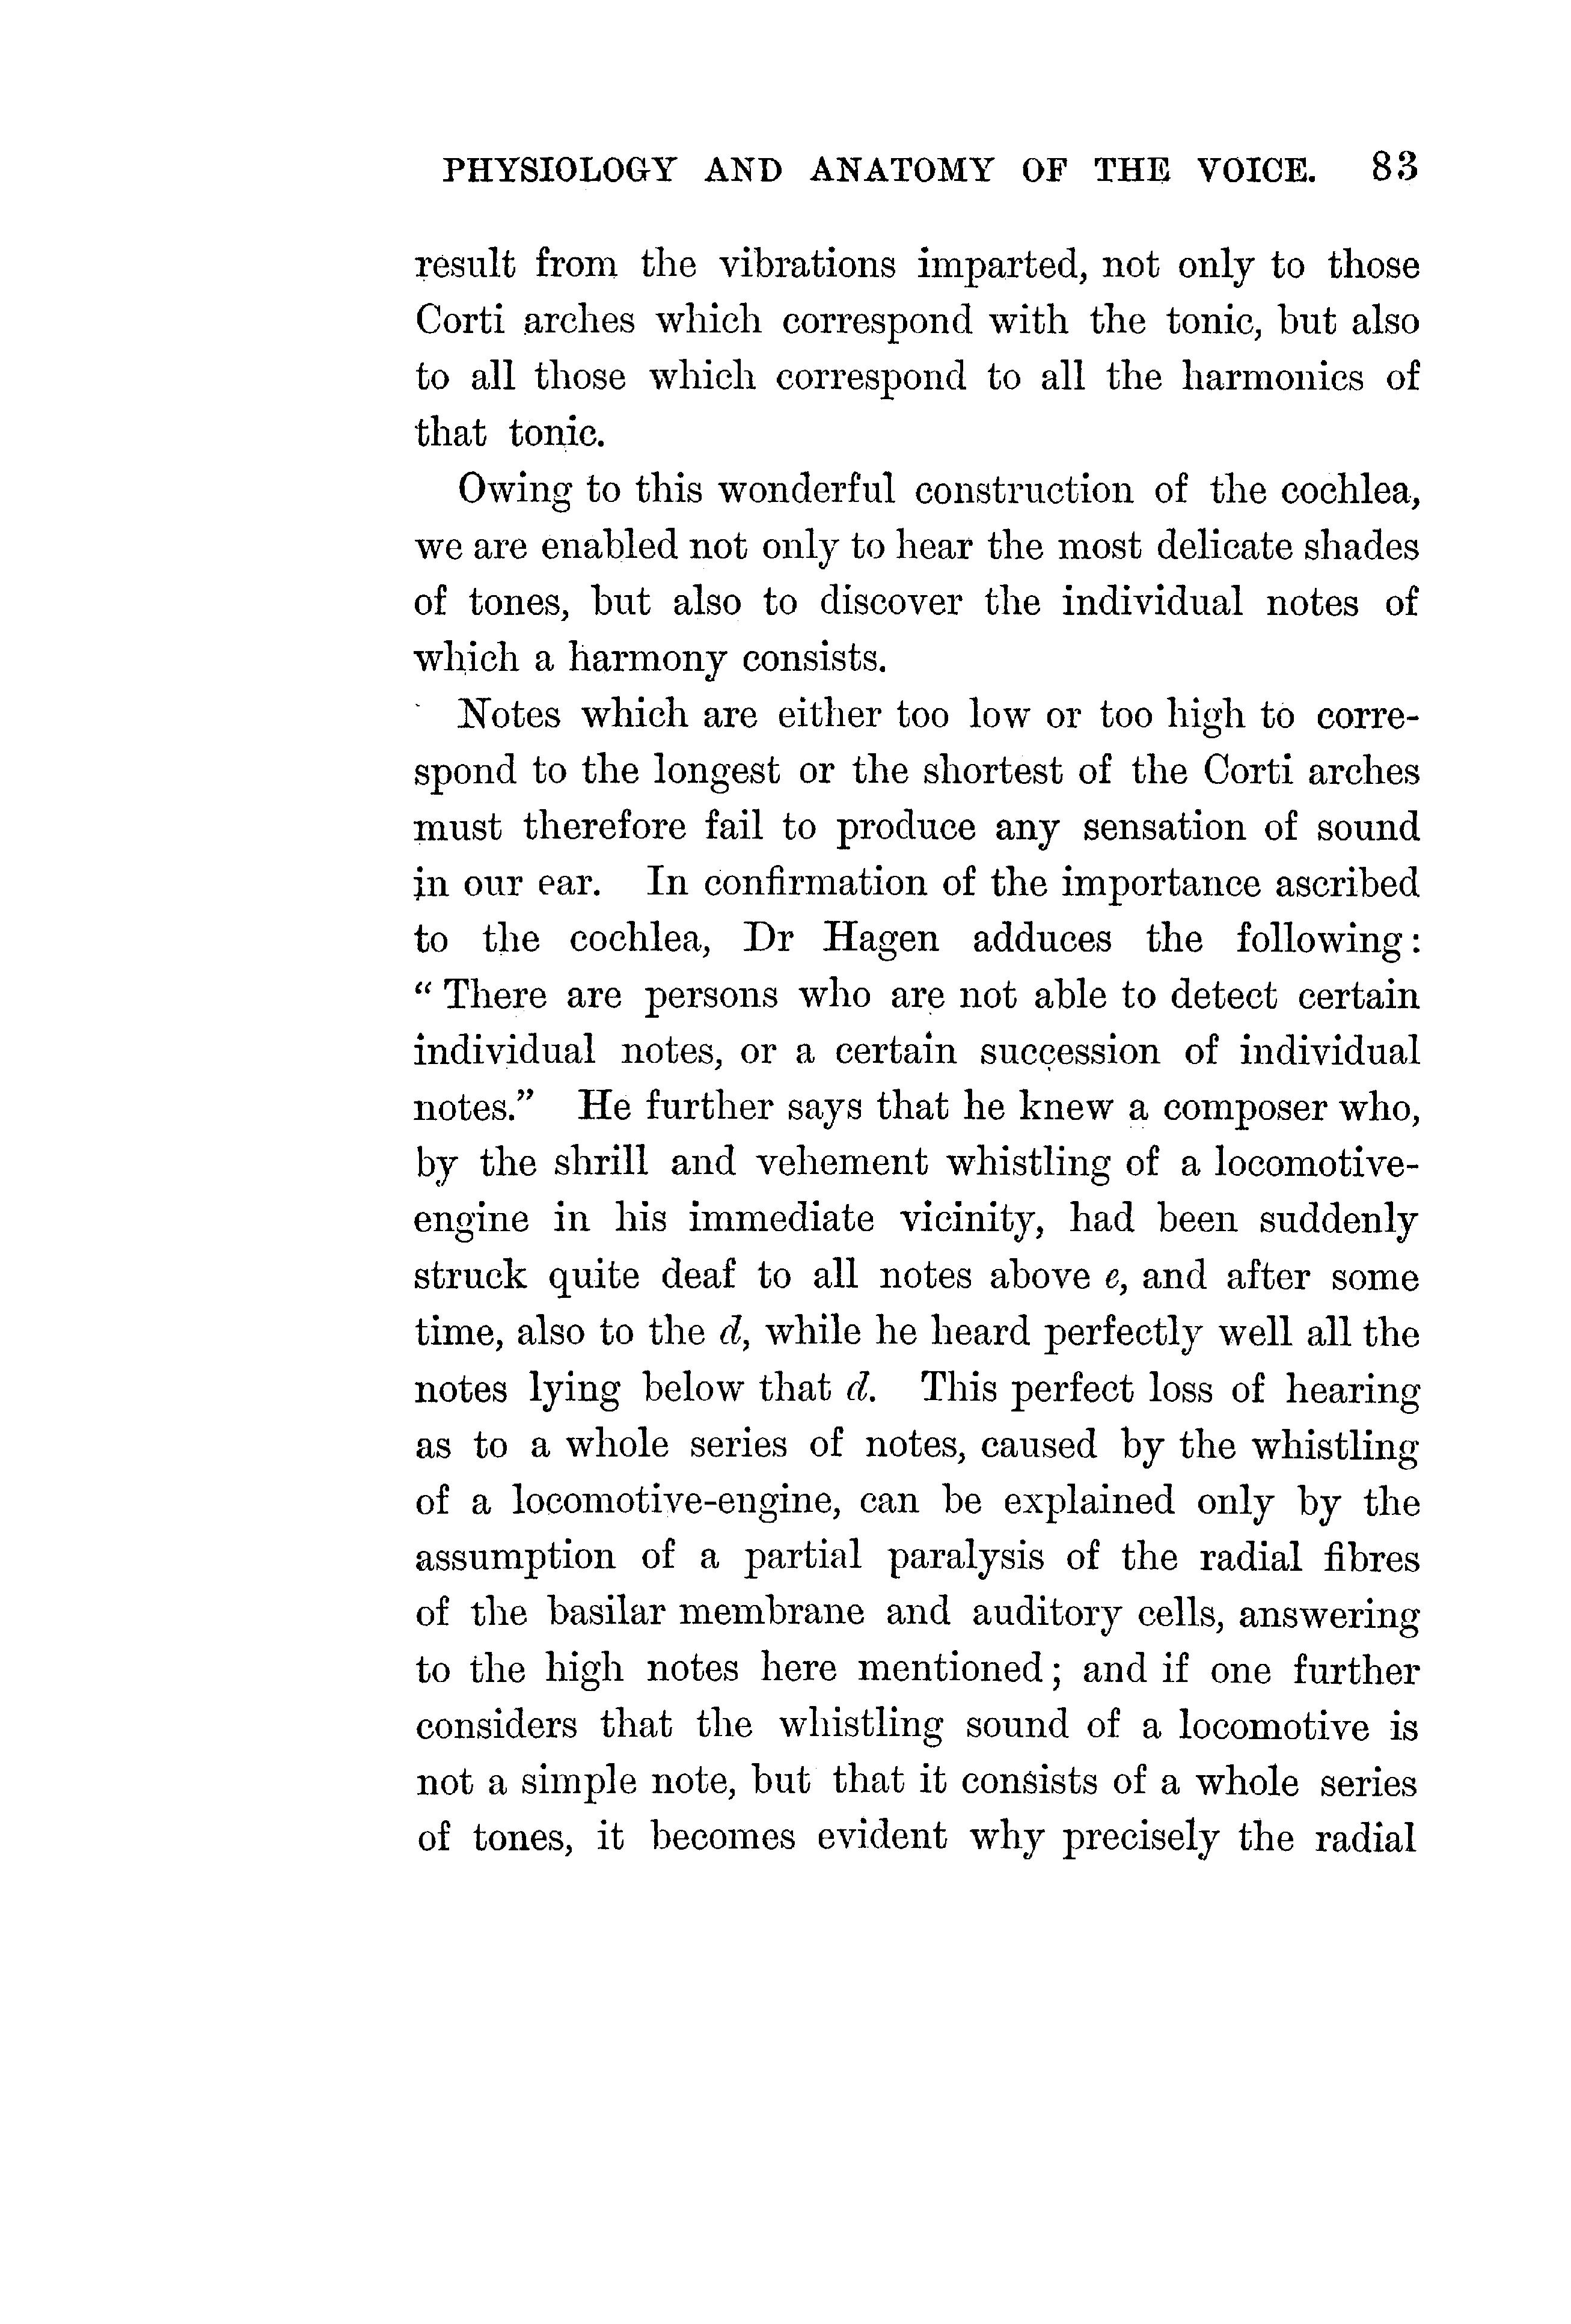 PHYSIOLOGY AND ANATOMY OF THE VOICE. 83
result from the vibrations imparted, not only to those
Corti arches which correspond with the tonic, but also
to all those which correspond to all the harmonics of
that tonic.
Owing to this wonderful construction of the cochlea,
we are enabled not only to hear the most delicate shades
of tones, but also to discover the individual notes of
which a harmony consists.
Notes which are either too low or too high to corre-
spond to the longest or the shortest of the Corti arches
must therefore fail to produce any sensation of sound
in our ear. In confirmation of the importance ascribed
to the cochlea, Dr Hagen adduces the following:
“There are persons who are not able to detect certain
individual notes, or a certain succession of individual
notes.” He further says that he knew a composer who,
by the shrill and vehement whistling of a locomotive-
engine in his immediate vicinity, had been suddenly
struck quite deaf to all notes above e, and after some
time, also to the d, while he heard perfectly well all the
notes lying below that d. This perfect loss of hearing
as to a whole series of notes, caused by the whistling
of a locomotive-engine, can be explained only by the
assumption of a partial paralysis of the radial fibres
of the basilar membrane and auditory cells, answering
to the high notes here mentioned; and if one further
considers that the whistling sound of a locomotive is
not a simple note, but that it consists of a whole series
of tones, it becomes evident why precisely the radial